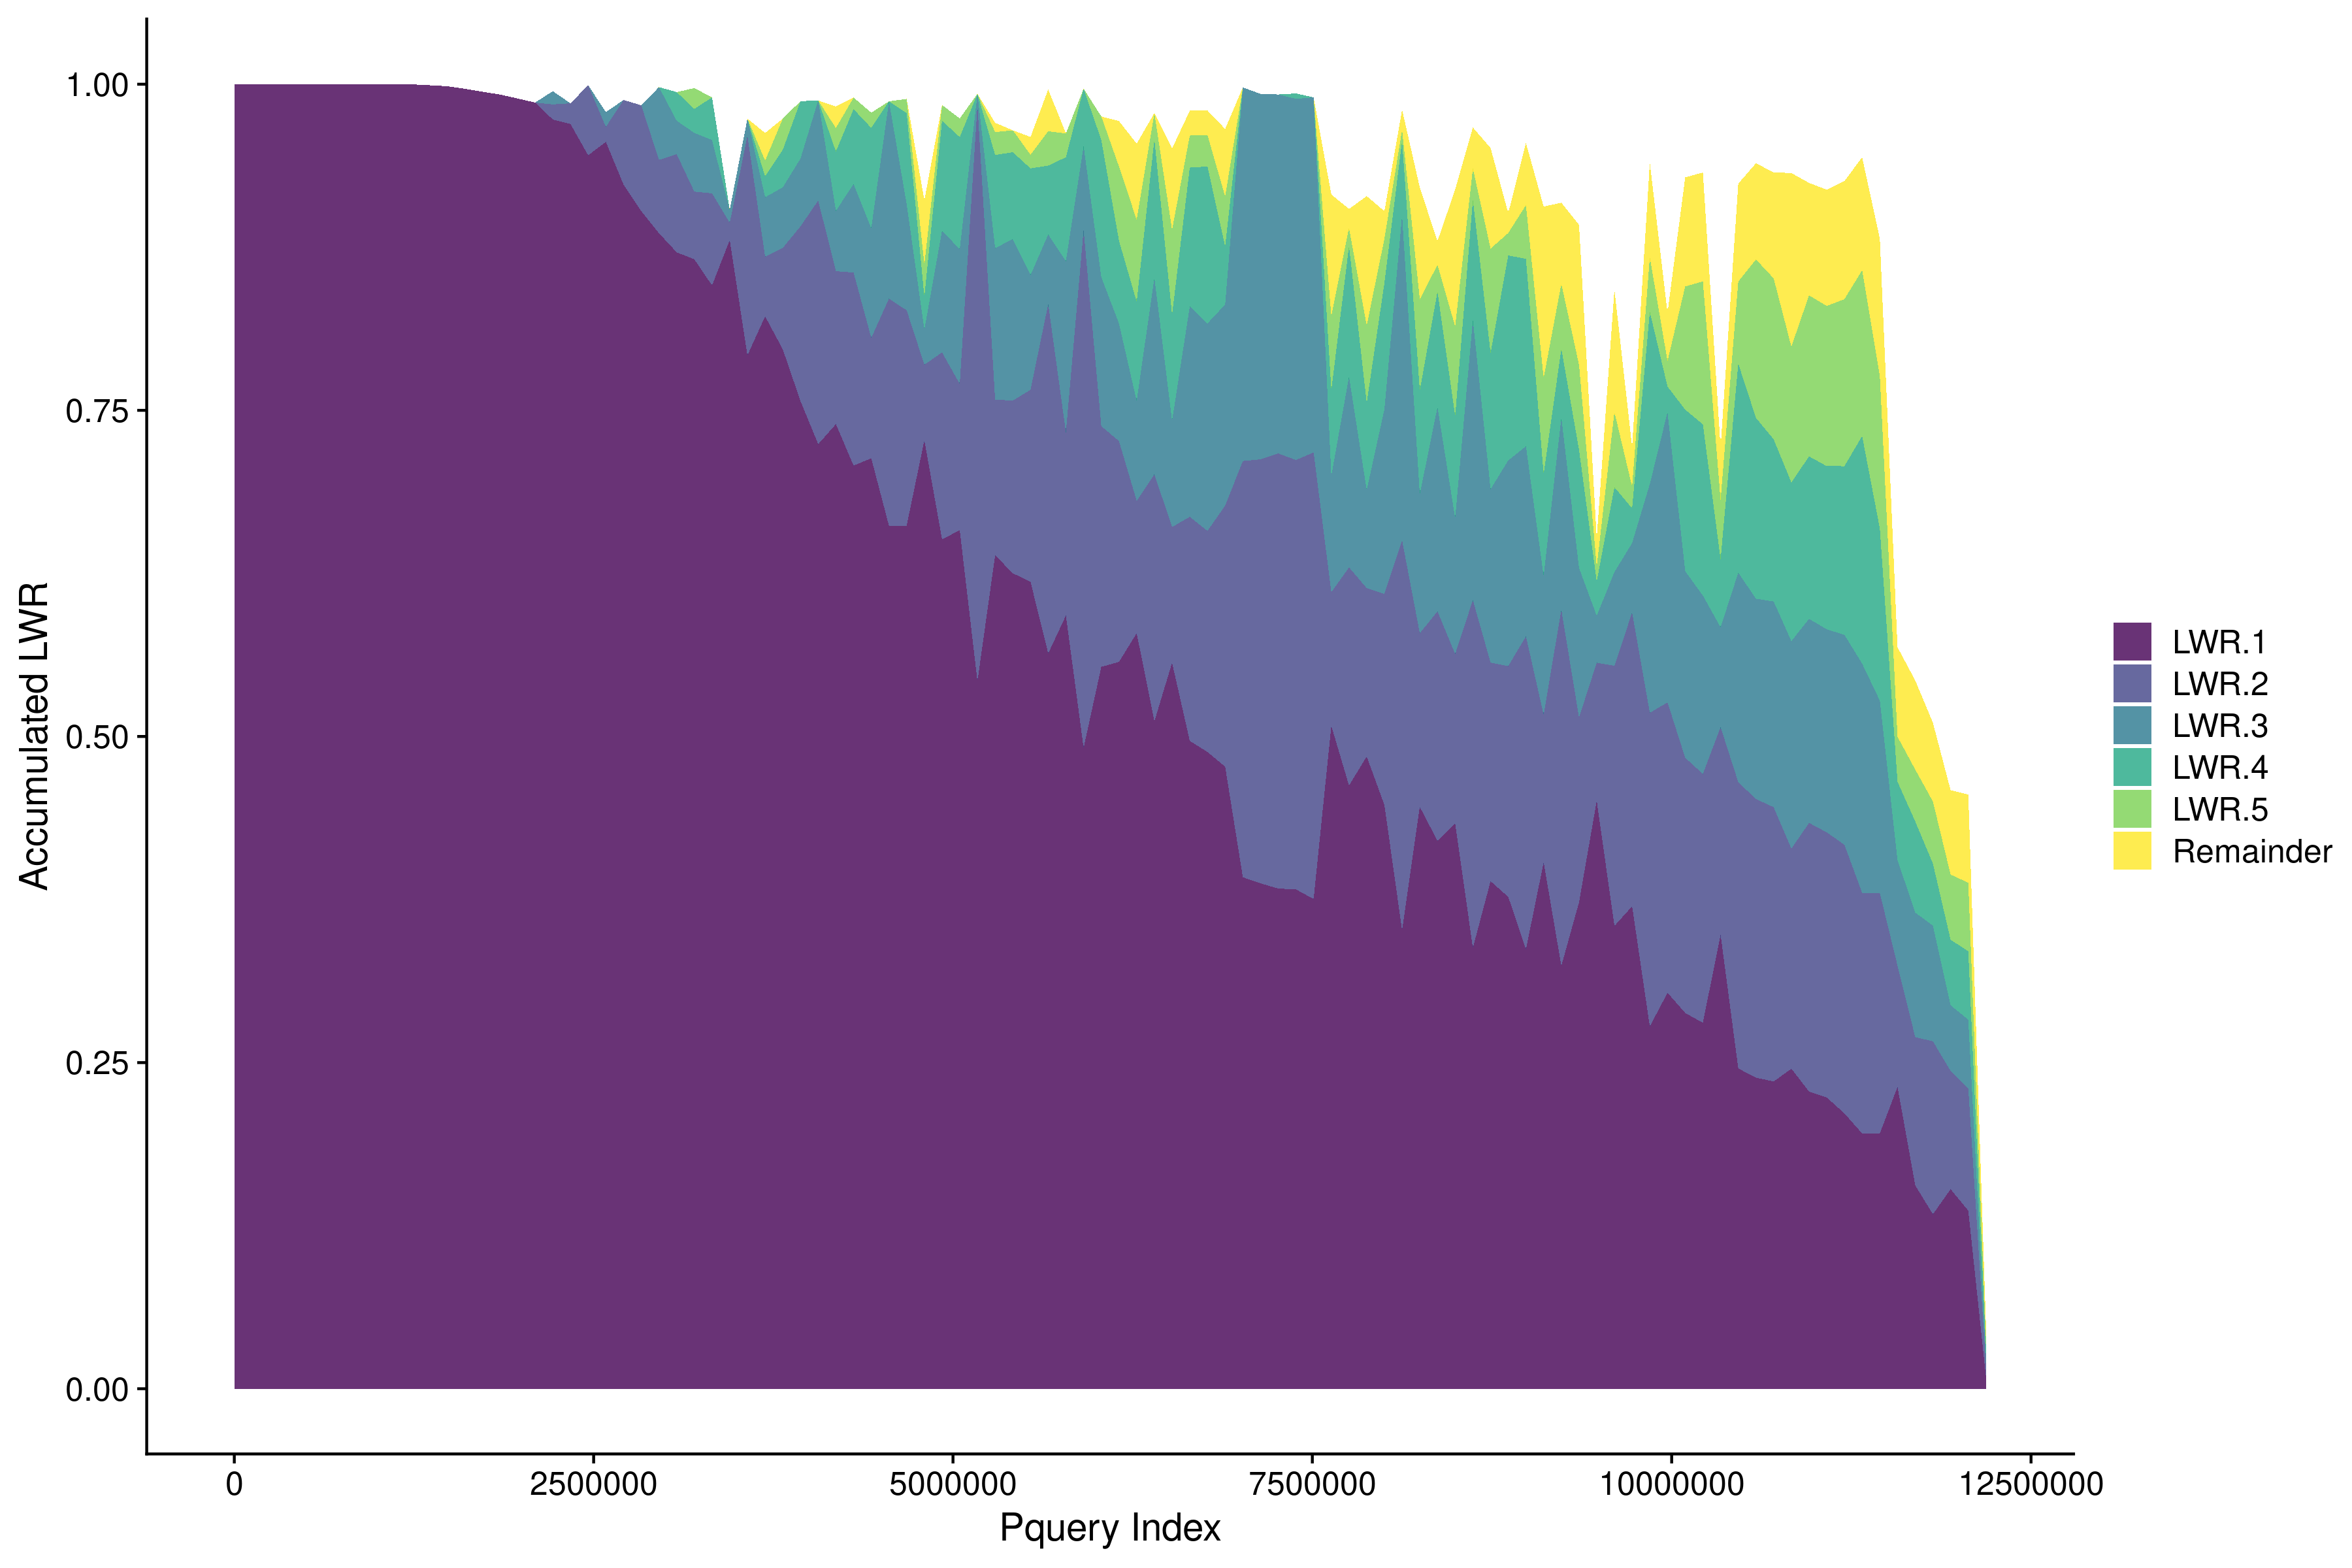 1.00
0.75
0.50
0.25
0.00
Accumulated LWR
0
2500000
5000000
7500000
10000000
12500000
Pquery Index
LWR.1
LWR.2
LWR.3
LWR.4
LWR.5
Remainder